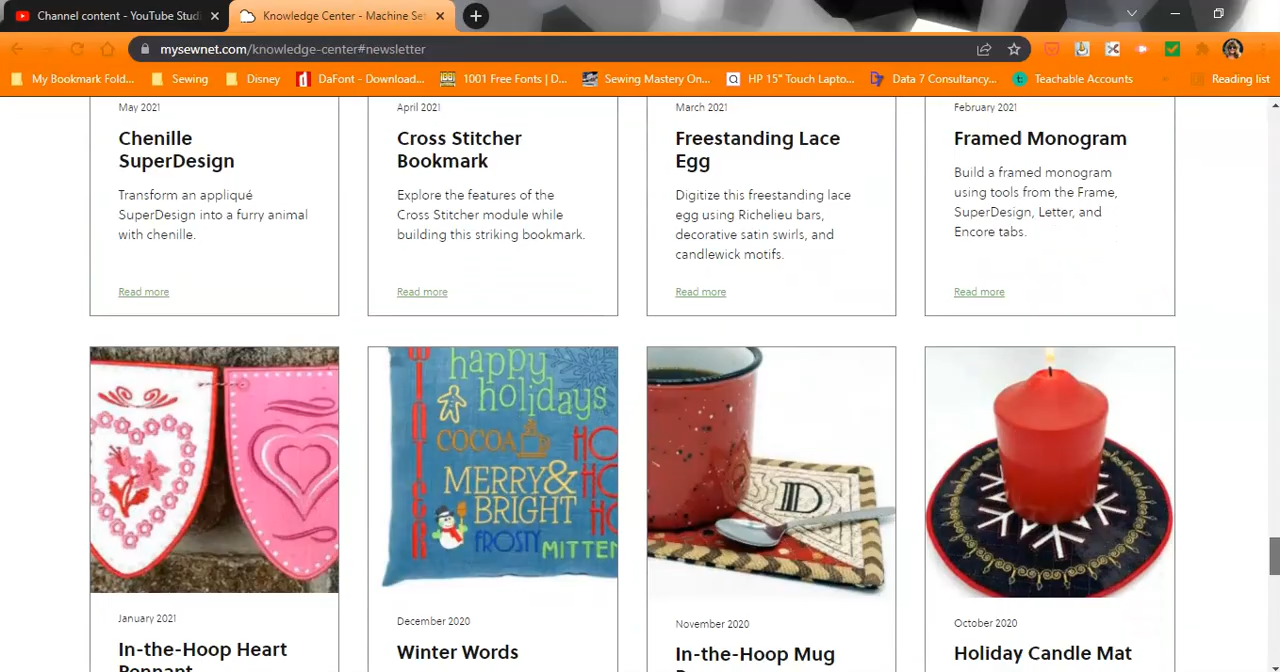 Channel content - YouTube Studi
Knowledge Center - Machine Set
mysewnet.com/knowledge-center#newsletter
My Bookmark Fold...
Sewing
Disney
DaFont - Download...
1001 Free Fonts | D...
Sewing Mastery On...
HP 15" Touch Lapto...
Data 7 Consultancy...
Teachable Accounts
Reading list
May 2021
April 2021
March 2021
February 2021
Chenille
SuperDesign
Cross Stitcher
Bookmark
Freestanding Lace
Egg
Framed Monogram
Transform an appliqué
SuperDesign into a furry animal
with chenille.
Explore the features of the
Cross Stitcher module while
building this striking bookmark.
Digitize this freestanding lace
egg using Richelieu bars,
decorative satin swirls, and
candlewick motifs.
Build a framed monogram
using tools from the Frame,
SuperDesign, Letter, and
Encore tabs.
Read more
Read more
Read more
Read more
happy
holidays
COCOA
HO
HO
HO
MERRY&
BRIGHT
FROSTY
MITTEN
D
January 2021
December 2020
November 2020
October 2020
In-the-Hoop Heart
Pennant
Winter Words
In-the-Hoop Mug
Holiday Candle Mat